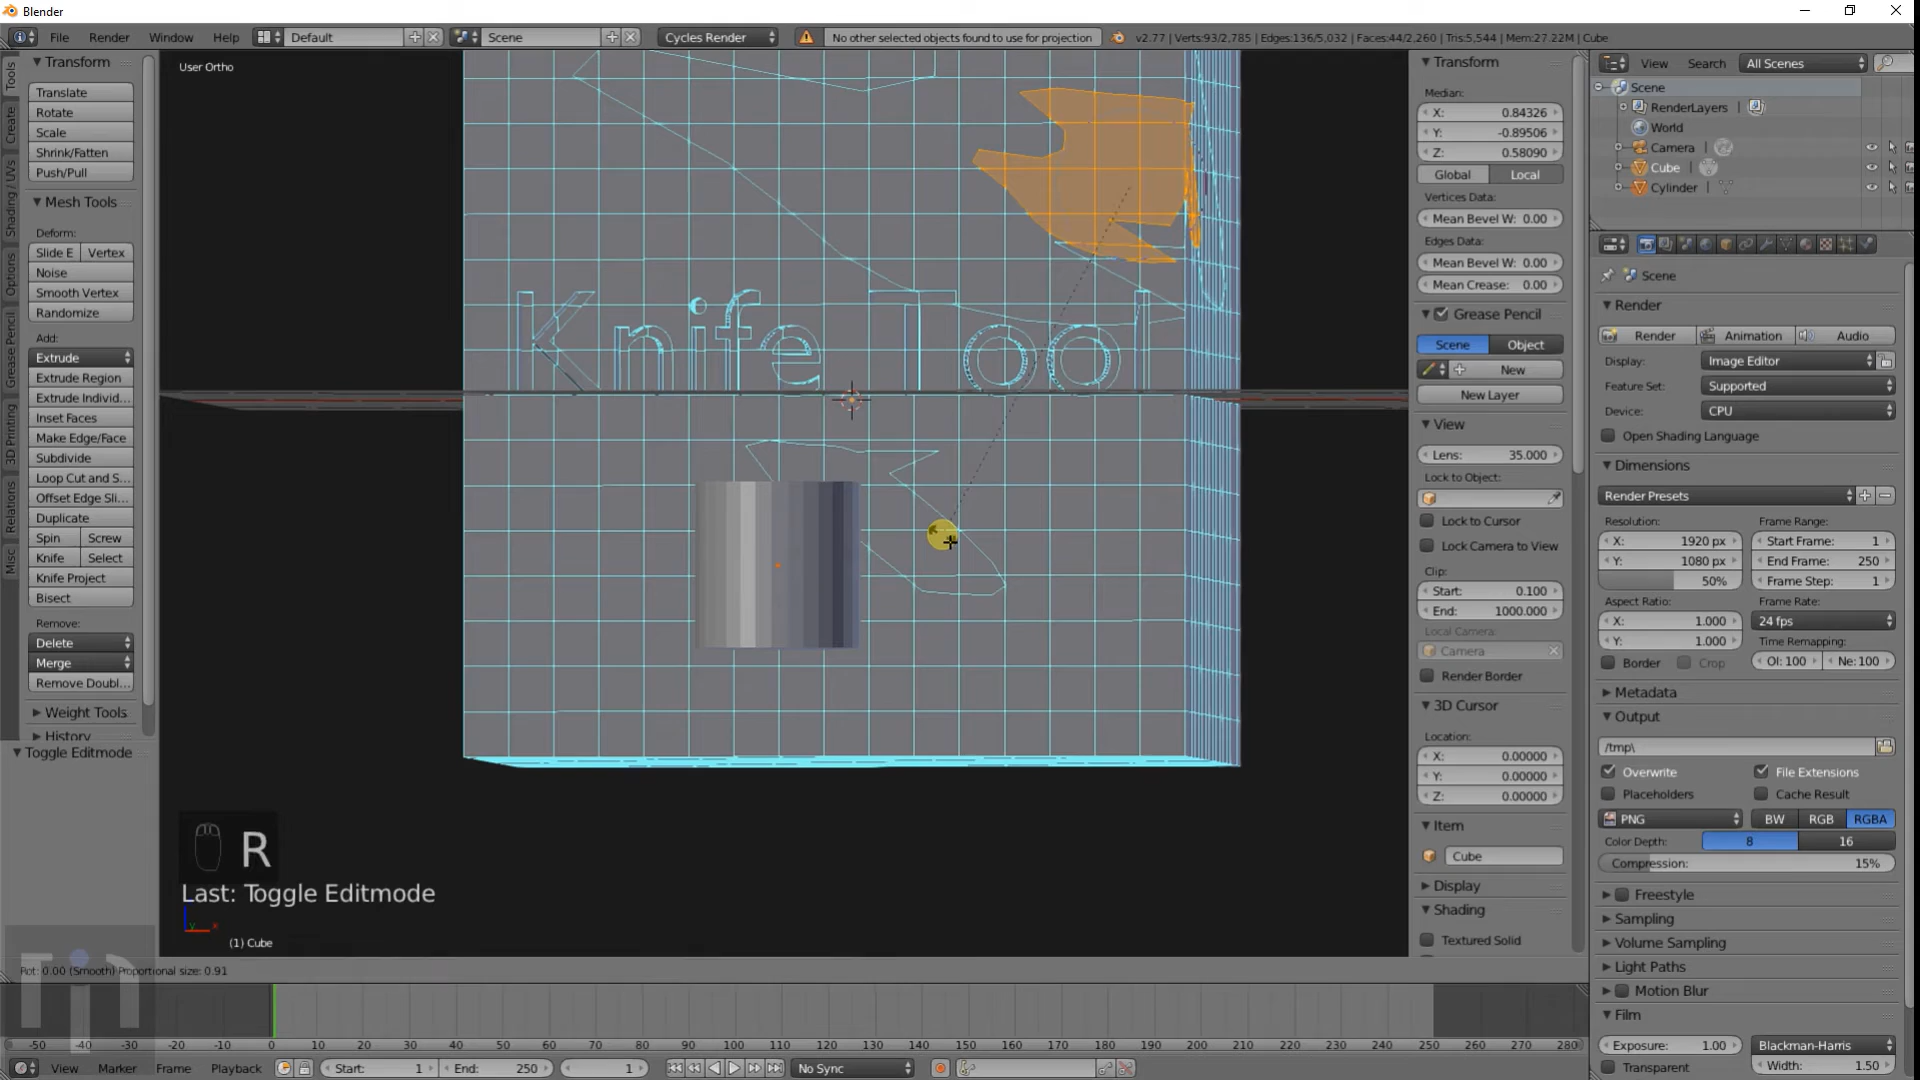 Blender
File Render Window Help Default Scene Cycles Render No other selected objects found to use for projection v2.77 | Verts:93/2,785 | Edges:136/5,032 | Faces:44/2,260 | Tris:5,544 | Mem:27.22M | Cube
Tools
Create
Shading / UVs
Options
Grease Pencil
3D Printing
Relations
Misc
Transform
Translate
Rotate
Scale
Shrink/Fatten
Push/Pull
Mesh Tools
Deform:
Slide E Vertex
Noise
Smooth Vertex
Randomize
Add:
Extrude
Extrude Region
Extrude Individ...
Inset Faces
Make Edge/Face
Subdivide
Loop Cut and S...
Offset Edge Sli...
Duplicate
Spin Screw
Knife Select
Knife Project
Bisect
Remove:
Delete
Merge
Remove Doubl...
Weight Tools
History
Toggle Editmode
User Ortho
Knife Tool
R
Last: Toggle Editmode
(1) Cube
Rot: 0.00 (Smooth) Proportional size: 0.91
Transform
Median:
X: 0.84326
Y: -0.89506
Z: 0.58090
Global Local
Vertices Data:
Mean Bevel W: 0.00
Edges Data:
Mean Bevel W: 0.00
Mean Crease: 0.00
Grease Pencil
Scene Object
New
New Layer
View
Lens: 35.000
Lock to Object:
Lock to Cursor
Lock Camera to View
Clip:
Start: 0.100
End: 1000.000
Local Camera:
Camera
Render Border
3D Cursor
Location:
X: 0.00000
Y: 0.00000
Z: 0.00000
Item
Cube
Display
Shading
Textured Solid
View Search All Scenes
Scene
RenderLayers
World
Camera
Cube
Cylinder
Scene
Render
Render Animation Audio
Display: Image Editor
Feature Set: Supported
Device: CPU
Open Shading Language
Dimensions
Render Presets
Resolution: Frame Range:
X: 1920 px Start Frame: 1
Y: 1080 px End Frame: 250
50% Frame Step: 1
Aspect Ratio: Frame Rate:
X: 1.000 24 fps
Y: 1.000 Time Remapping:
Border Crop Ol: 100 Ne: 100
Metadata
Output
/tmp\
Overwrite File Extensions
Placeholders Cache Result
PNG BW RGB RGBA
Color Depth: 8 16
Compression: 15%
Freestyle
Sampling
Volume Sampling
Light Paths
Motion Blur
Film
Exposure: 1.00 Blackman-Harris
Transparent Width: 1.50
-50 -40 -30 -20 -10 0 10 20 30 40 50 60 70 80 90 100 110 120 130 140 150 160 170 180 190 200 210 220 230 240 250 260 270 280
View Marker Frame Playback Start: 1 End: 250 1 No Sync